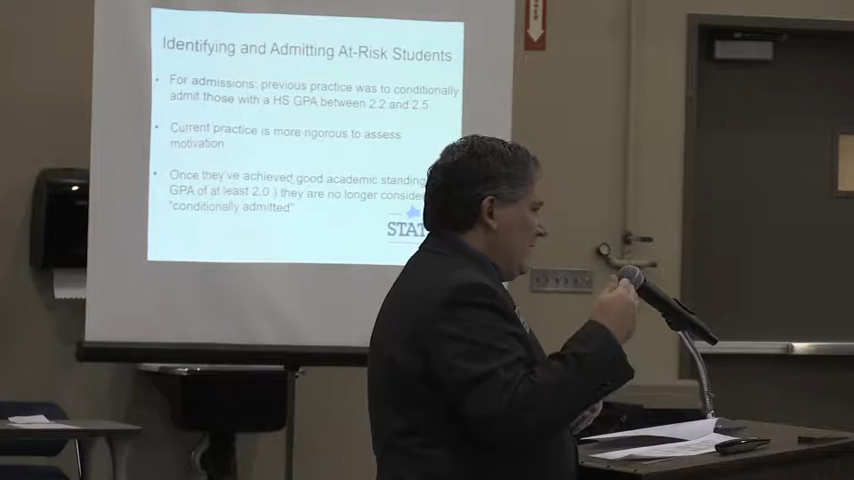 Identifying and Admitting At-Risk Students
• For admissions: previous practice was to conditionally
admit those with a HS GPA between 2.2 and 2.5
• Current practice is more rigorous to assess
motivation
• Once they've achieved good academic standing
GPA of at least 2.0 ) they are no longer conside
"conditionally admitted"
STAT